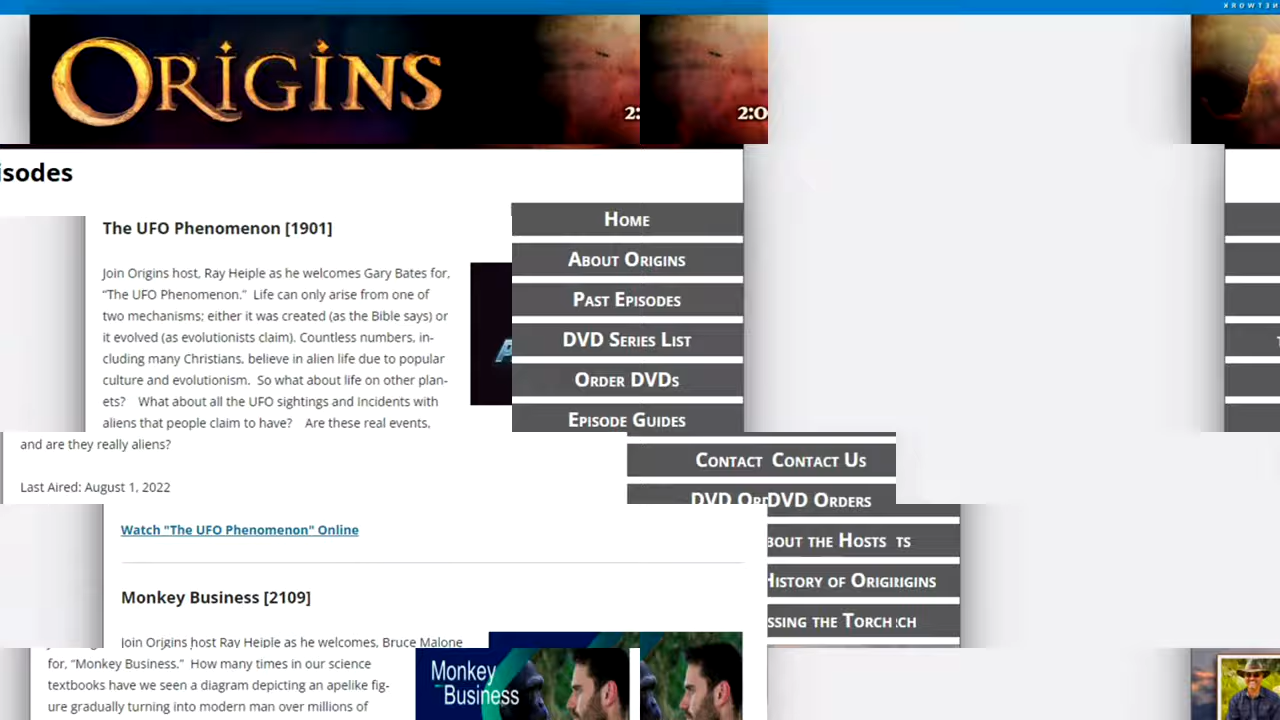 ORIGINS
2:
2:0
isodes
The UFO Phenomenon [1901]
Join Origins host, Ray Heiple as he welcomes Gary Bates for,
“The UFO Phenomenon.” Life can only arise from one of
two mechanisms; either it was created (as the Bible says) or
it evolved (as evolutionists claim). Countless numbers, in-
cluding many Christians, believe in alien life due to popular
culture and evolutionism. So what about life on other plan-
ets? What about all the UFO sightings and incidents with
aliens that people claim to have? Are these real events,
and are they really aliens?
Last Aired: August 1, 2022
Watch "The UFO Phenomenon" Online
Monkey Business [2109]
Join Origins host Ray Heiple as he welcomes, Bruce Malone
for, “Monkey Business.” How many times in our science
textbooks have we seen a diagram depicting an apelike fig-
ure gradually turning into modern man over millions of
Monkey
Business
HOME
ABOUT ORIGINS
PAST EPISODES
DVD SERIES LIST
ORDER DVDS
EPISODE GUIDES
CONTACT CONTACT US
DVD ORDVD ORDERS
BOUT THE HOSTS TS
HISTORY OF ORIGIRIGINS
SSING THE TORCH CH